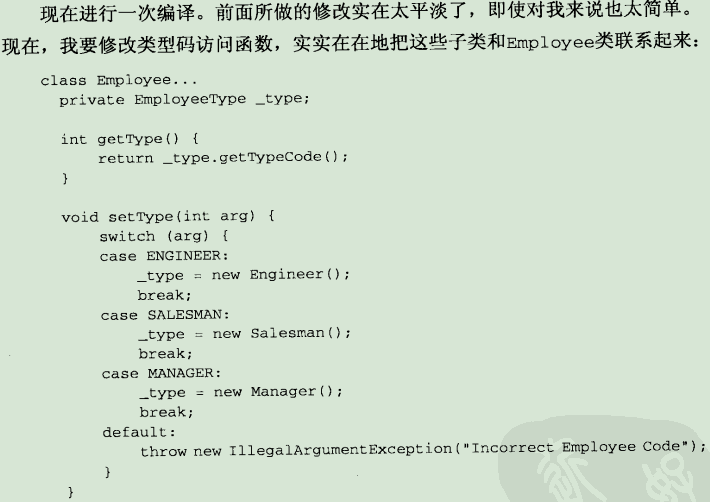 现在进行一次编译。前面所做的修改实在太平淡了，即使对我来说也太简单。
现在，我要修改类型码访问函数，实实在在地把这些子类和Employee类联系起来：
class Employee...
private EmployeeType _type;
int getType() {
return _type.getTypeCode();
}
void setType(int arg) {
switch (arg) {
case ENGINEER:
_type = new Engineer();
break;
case SALESMAN:
_type = new Salesman();
break;
case MANAGER:
_type = new Manager();
break;
default:
throw new IllegalArgumentException("Incorrect Employee Code");
}
}